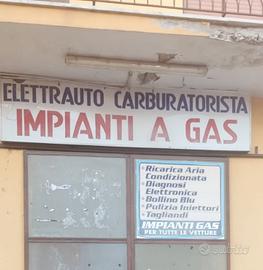 ELETTRAUTO CARBURATORISTA
IMPIANTI A GAS
• Ricarica Aria
Condizionata
• Diagnosi
Elettronica
• Bollino Blu
• Pulizia Iniettori
• Tagliandi
IMPIANTI GAS
PER TUTTE LE VETTURE
subito